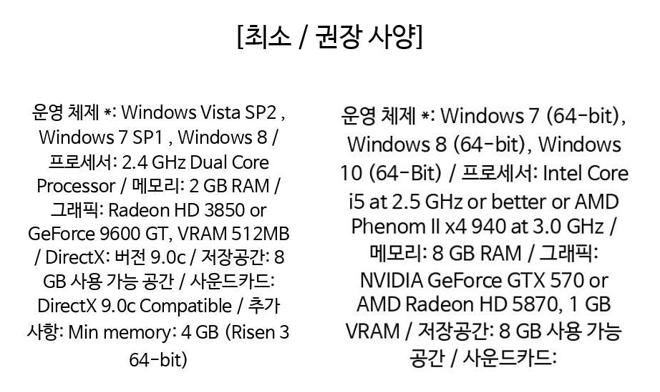 [최소 / 권장 사양]
운영 체제 *: Windows Vista SP2 ,
Windows 7 SP1 , Windows 8 /
프로세서: 2.4 GHz Dual Core
Processor / 메모리: 2 GB RAM /
그래픽: Radeon HD 3850 or
GeForce 9600 GT, VRAM 512MB
/ DirectX: 버전 9.0c / 저장공간: 8
GB 사용 가능 공간 / 사운드카드:
DirectX 9.0c Compatible / 추가
사항: Min memory: 4 GB (Risen 3
64-bit)
운영 체제 *: Windows 7 (64-bit),
Windows 8 (64-bit), Windows
10 (64-Bit) / 프로세서: Intel Core
i5 at 2.5 GHz or better or AMD
Phenom II x4 940 at 3.0 GHz /
메모리: 8 GB RAM / 그래픽:
NVIDIA GeForce GTX 570 or
AMD Radeon HD 5870, 1 GB
VRAM / 저장공간: 8 GB 사용 가능
공간 / 사운드카드: